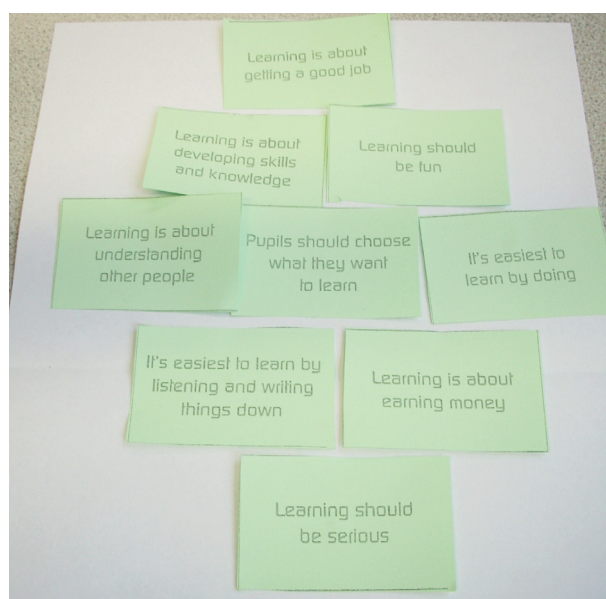 Learning is about
getting a good job
Learning is about
developing skills
and knowledge
Learning should
be fun
Learning is about
understanding
other people
Pupils should choose
what they want
to learn
It's easiest to
learn by doing
It's easiest to learn by
listening and writing
things down
Learning is about
earning money
Learning should
be serious